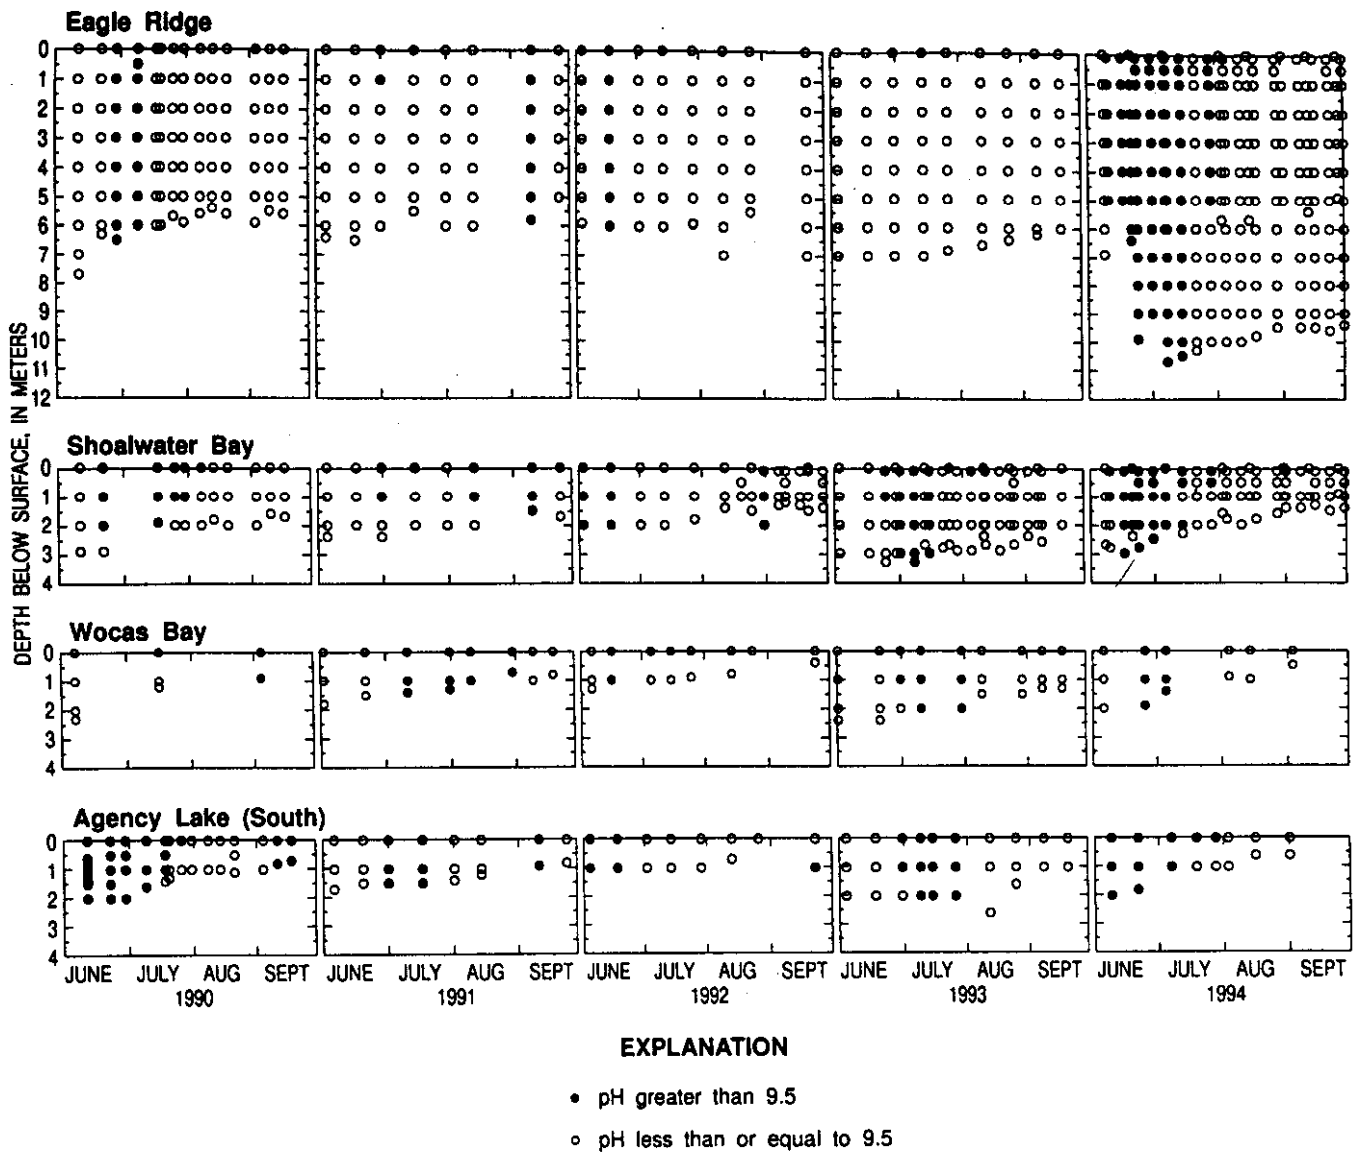 Eagle Ridge
0
1
2
3
4
5
6
7
8
9
10
11
12
DEPTH BELOW SURFACE, IN METERS
Shoalwater Bay
0
1
2
3
4
Wocas Bay
0
1
2
3
4
Agency Lake (South)
0
1
2
3
4
JUNE JULY AUG SEPT JUNE JULY AUG SEPT JUNE JULY AUG SEPT JUNE JULY AUG SEPT JUNE JULY AUG SEPT
1990 1991 1992 1993 1994
EXPLANATION
pH greater than 9.5
pH less than or equal to 9.5